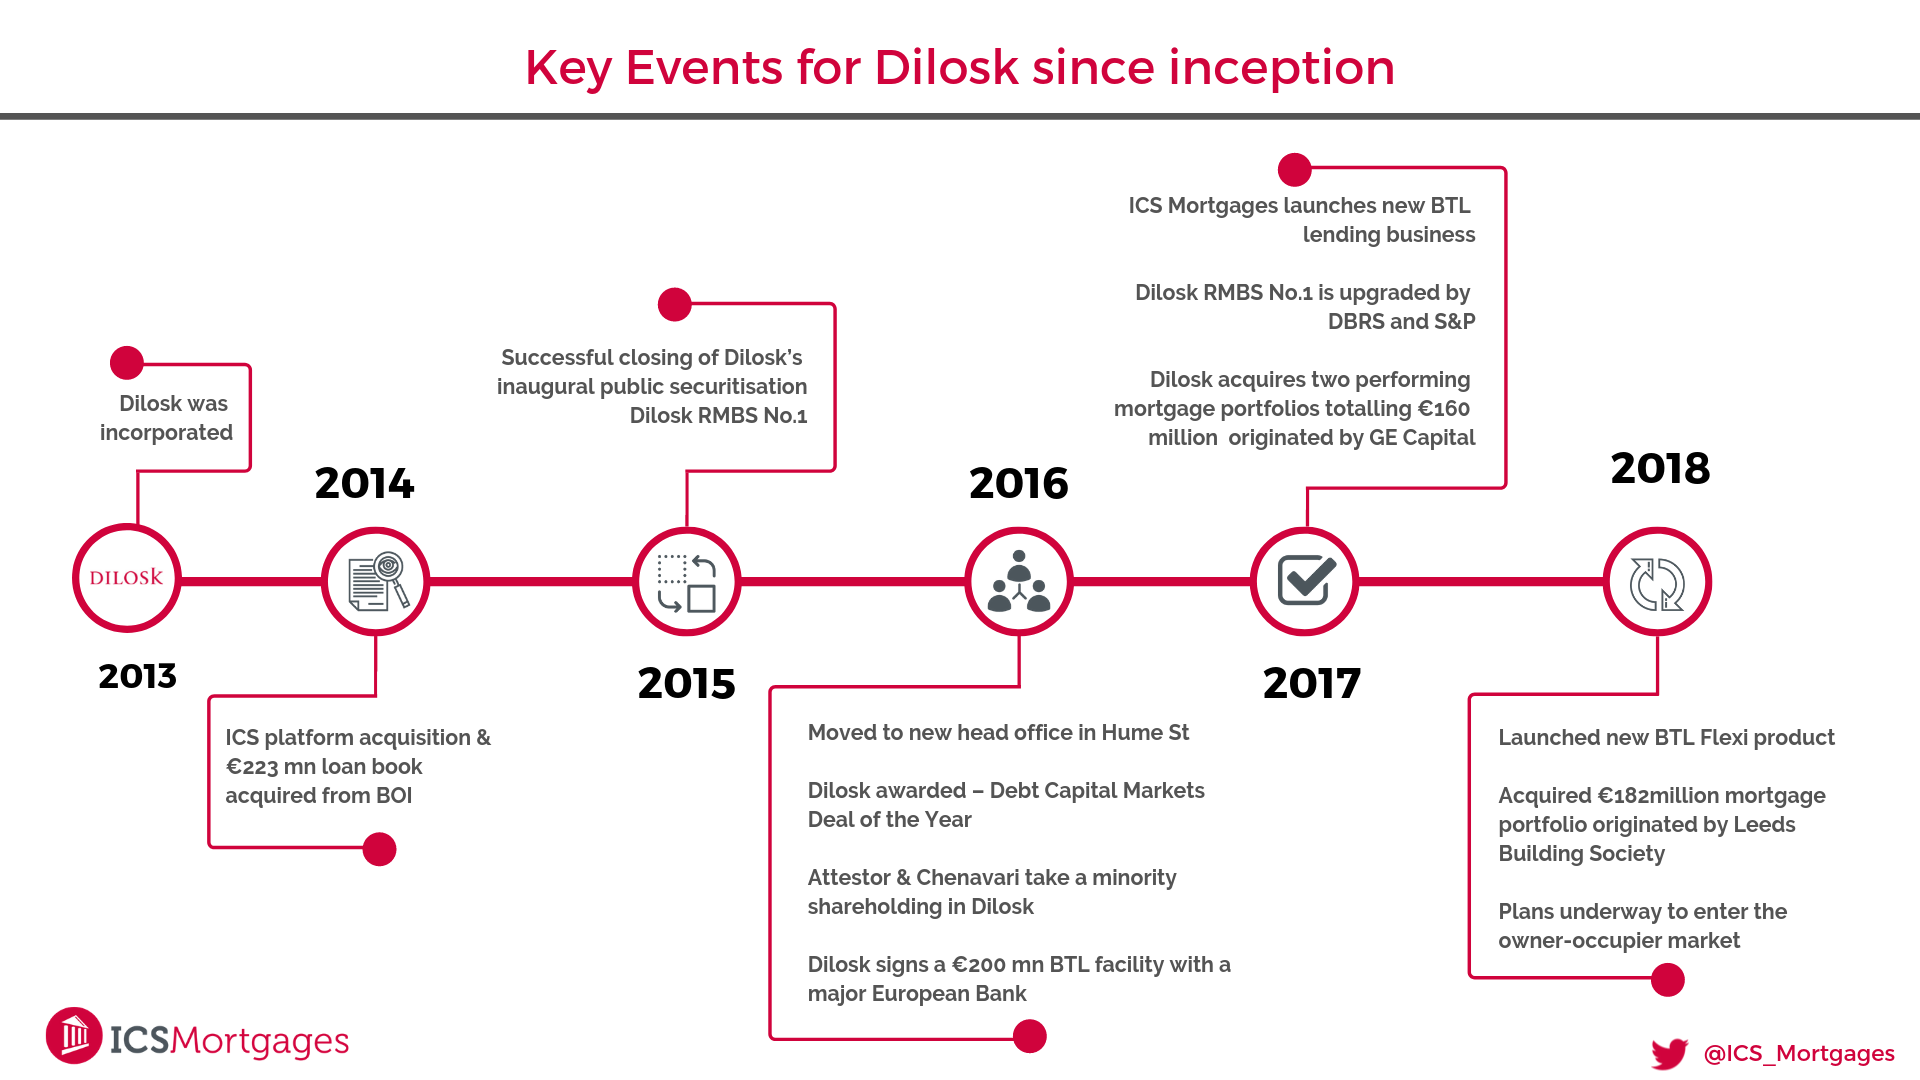 Key Events for Dilosk since inception
Dilosk was
incorporated
DILOSK
2013
2014
ICS platform acquisition &
€223 mn loan book
acquired from BOI
Successful closing of Dilosk’s
inaugural public securitisation
Dilosk RMBS No.1
2015
2016
Moved to new head office in Hume St
Dilosk awarded – Debt Capital Markets
Deal of the Year
Attestor & Chenavari take a minority
shareholding in Dilosk
Dilosk signs a €200 mn BTL facility with a
major European Bank
ICS Mortgages launches new BTL
lending business
Dilosk RMBS No.1 is upgraded by
DBRS and S&P
Dilosk acquires two performing
mortgage portfolios totalling €160
million originated by GE Capital
2017
2018
Launched new BTL Flexi product
Acquired €182million mortgage
portfolio originated by Leeds
Building Society
Plans underway to enter the
owner-occupier market
ICSMortgages
@ICS_Mortgages